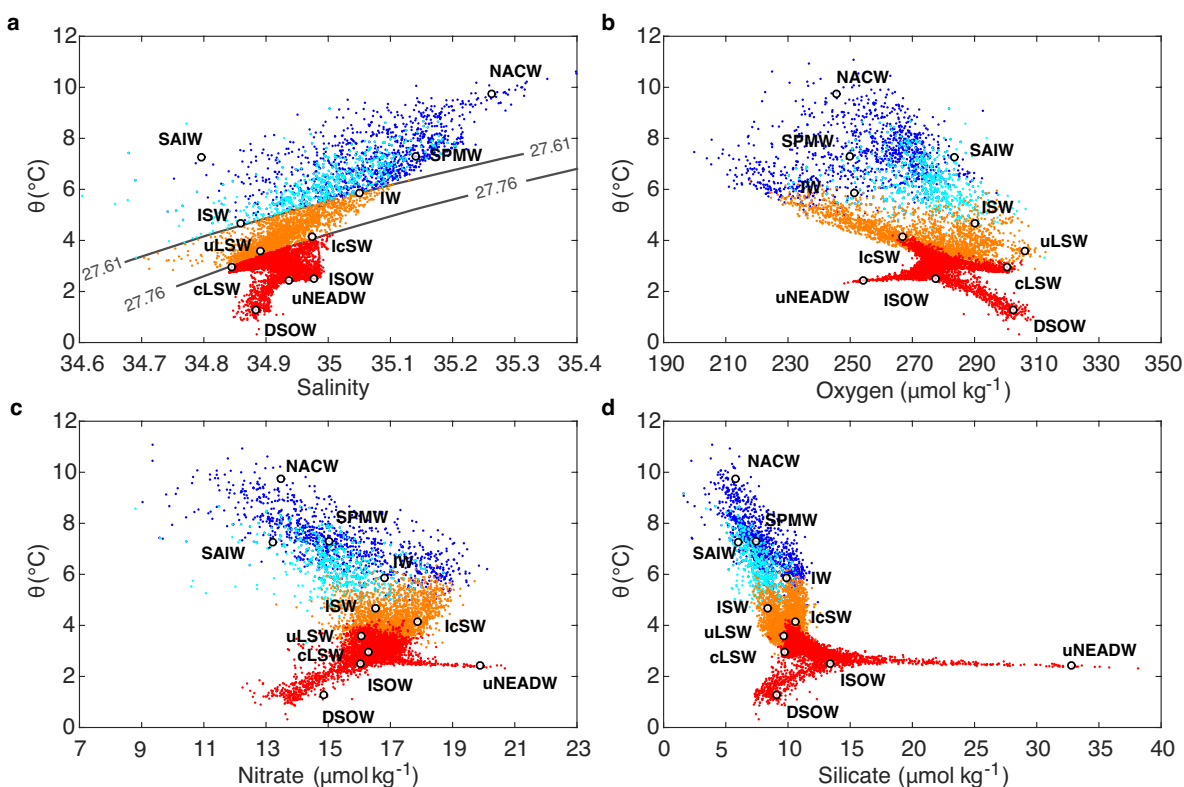 a
θ (°C)
12
10
8
6
4
2
0
34.6
34.8
34.9
35.1
35.2
35.4
Salinity
NACW
SAIW
SPMW
27.61
27.76
IW
ISW
uLSW
IcSW
27.61
27.76
cLSW
ISOW
uNEADW
DSOW
b
θ (°C)
12
10
8
6
4
2
0
190
210
230
250
270
290
310
330
350
Oxygen (μmol kg-1)
NACW
SPMW
SAIW
IW
ISW
uLSW
IcSW
uNEADW
ISOW
cLSW
DSOW
c
θ (°C)
12
10
8
6
4
2
0
7
9
11
13
15
17
19
21
23
Nitrate (μmol kg-1)
NACW
SPMW
SAIW
IW
ISW
IcSW
uLSW
cLSW
ISOW
uNEADW
DSOW
d
θ (°C)
12
10
8
6
4
2
0
0
5
10
15
20
25
30
35
40
Silicate (μmol kg-1)
NACW
SPMW
SAIW
IW
ISW
IcSW
uLSW
cLSW
ISOW
uNEADW
DSOW